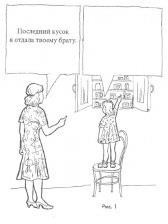 Последний кусок
я отдала твоему брату.
Рис. 1